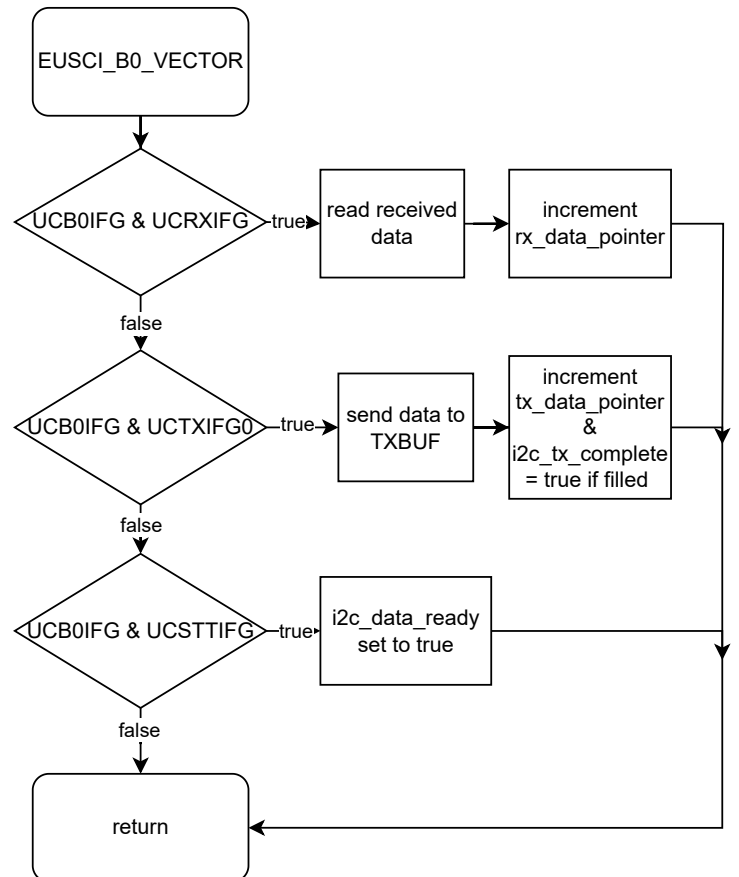 EUSCI_B0_VECTOR
UCB0IFG & UCRXIFG
true
read received
data
increment
rx_data_pointer
false
UCB0IFG & UCTXIFG0
true
send data to
TXBUF
increment
tx_data_pointer
&
i2c_tx_complete
= true if filled
false
UCB0IFG & UCSTTIFG
true
i2c_data_ready
set to true
false
return